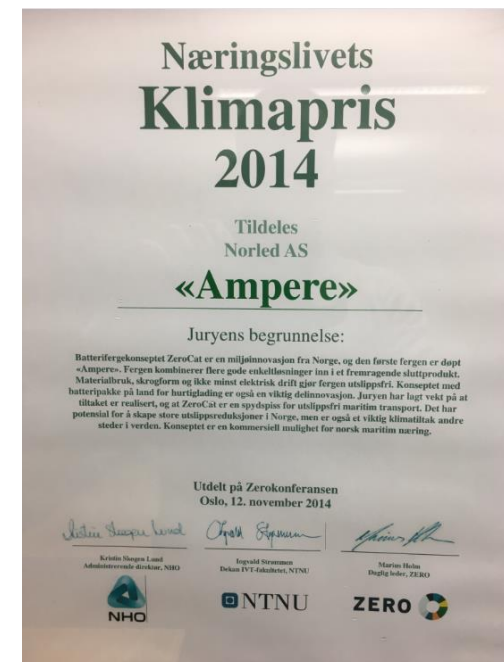 Næringslivets
Klimapris
2014
Tildeles
Norled AS
«Ampere»
Juryens begrunnelse:
Batterifergekonseptet ZeroCat er en miljøinnovasjon fra Norge, og den første fergen er døpt
«Ampere». Fergen kombinerer flere gode enkeltløsninger inn i et fremragende sluttprodukt.
Materialbruk, skrogform og ikke minst elektrisk drift gjør fergen utslippsfri. Konseptet med
batteripakke på land for hurtiglading er også en viktig delinnovasjon. Juryen har lagt vekt på at
tiltaket er realisert, og at ZeroCat er en spydspiss for utslippsfri maritim transport. Det har
potensial for å skape store utslippsreduksjoner i Norge, men er også et viktig klimatiltak andre
steder i verden. Konseptet er en kommersiell mulighet for norsk maritim næring.
Utdelt på Zerokonferansen
Oslo, 12. november 2014
Kristin Skogen Lund
Administrerende direktør, NHO
Ingvald Strømmen
Dekan IVT-fakultetet, NTNU
Marius Holm
Daglig leder, ZERO
NHO
NTNU
ZERO